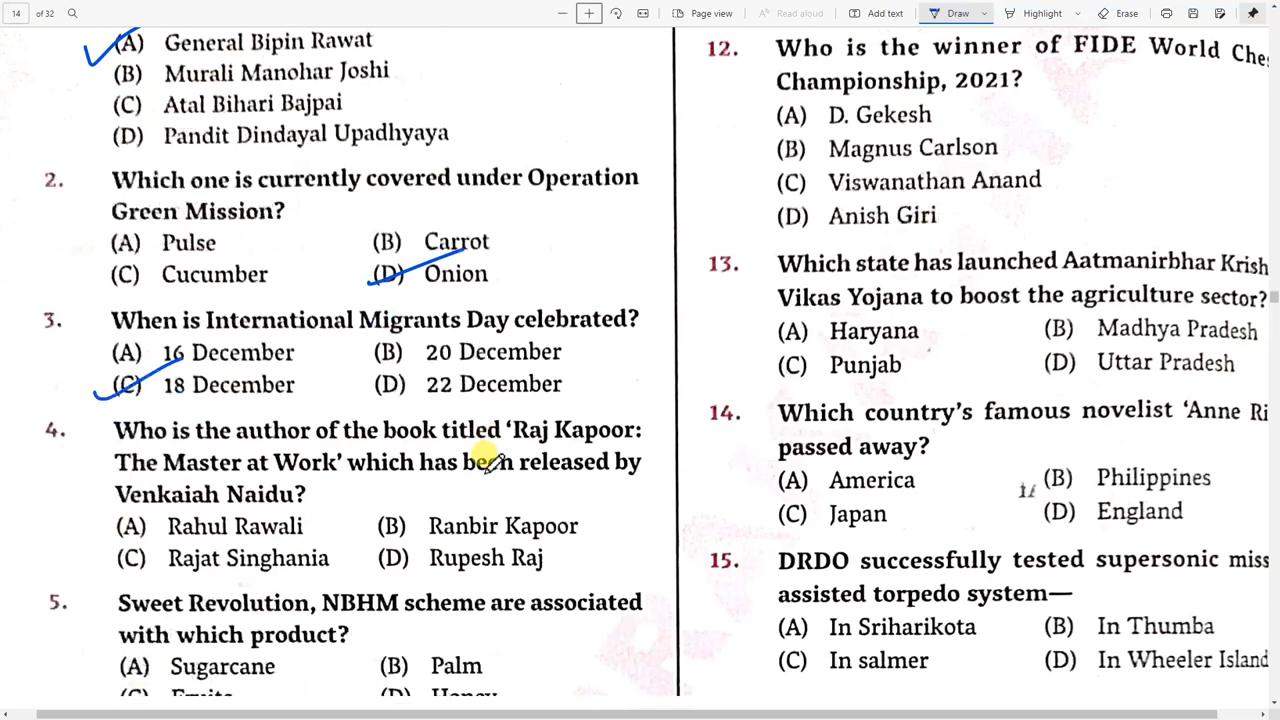 14 of 32 Page view Read aloud Add text Draw Highlight Erase
(A) General Bipin Rawat
(B) Murali Manohar Joshi
(C) Atal Bihari Bajpai
(D) Pandit Dindayal Upadhyaya
2. Which one is currently covered under Operation
Green Mission?
(A) Pulse (B) Carrot
(C) Cucumber (D) Onion
3. When is International Migrants Day celebrated?
(A) 16 December (B) 20 December
(C) 18 December (D) 22 December
4. Who is the author of the book titled ‘Raj Kapoor:
The Master at Work’ which has been released by
Venkaiah Naidu?
(A) Rahul Rawali (B) Ranbir Kapoor
(C) Rajat Singhania (D) Rupesh Raj
5. Sweet Revolution, NBHM scheme are associated
with which product?
(A) Sugarcane (B) Palm
12. Who is the winner of FIDE World Che
Championship, 2021?
(A) D. Gekesh
(B) Magnus Carlson
(C) Viswanathan Anand
(D) Anish Giri
13. Which state has launched Aatmanirbhar Krish
Vikas Yojana to boost the agriculture sector?
(A) Haryana (B) Madhya Pradesh
(C) Punjab (D) Uttar Pradesh
14. Which country’s famous novelist ‘Anne Ri
passed away?
(A) America (B) Philippines
(C) Japan (D) England
15. DRDO successfully tested supersonic miss
assisted torpedo system—
(A) In Sriharikota (B) In Thumba
(C) In salmer (D) In Wheeler Island